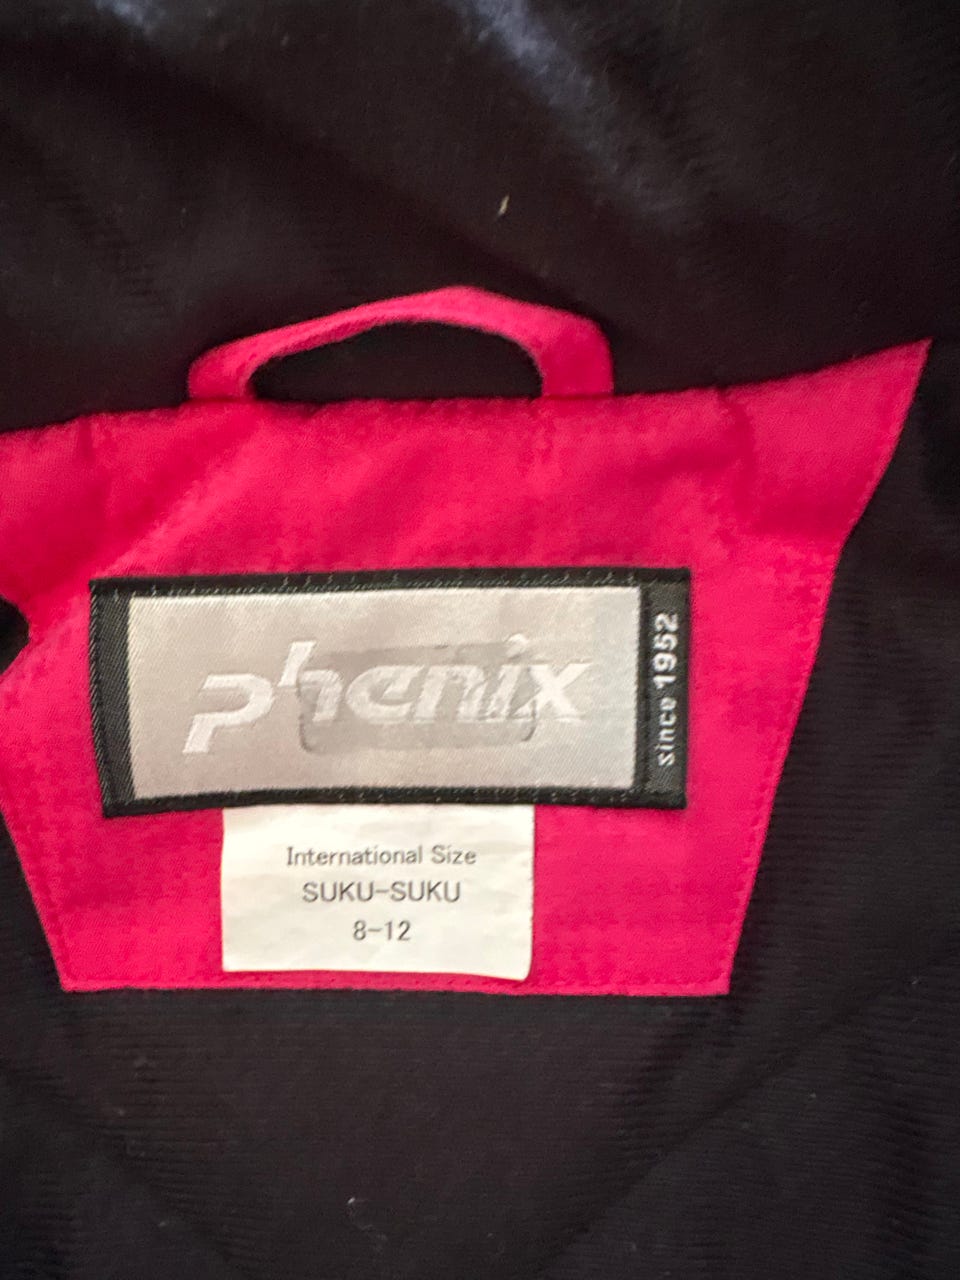 phenix
since 1952
International Size
SUKU-SUKU
8-12